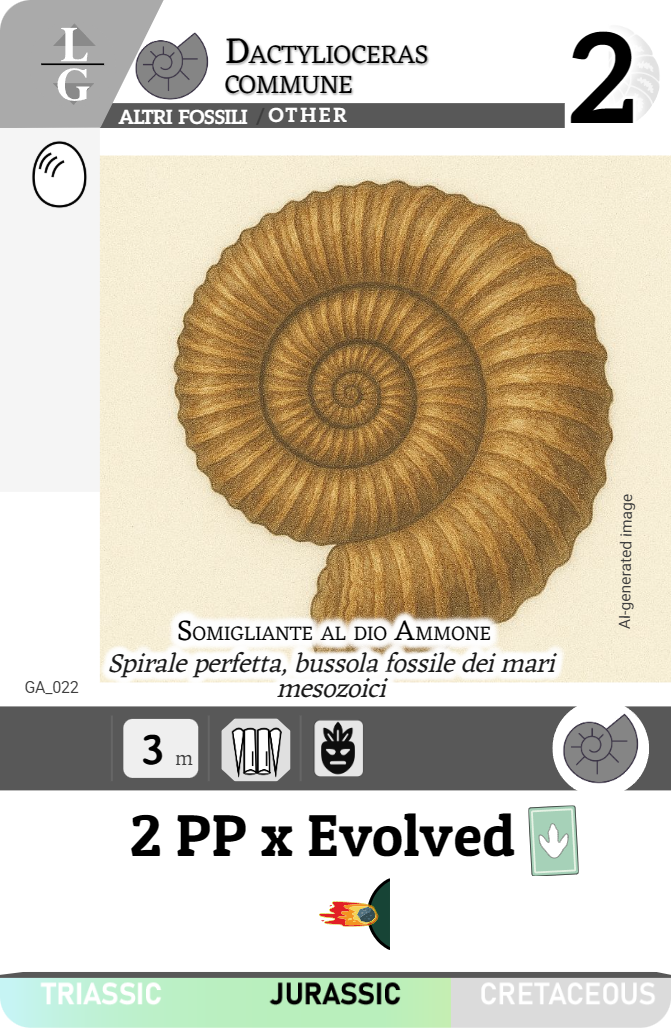 L
G
DACTYLIOCERAS
COMMUNE
2
ALTRI FOSSILI / OTHER
AI-generated image
SOMIGLIANTE AL DIO AMMONE
Spirale perfetta, bussola fossile dei mari
mesozoici
GA_022
3 m
2 PP x Evolved
TRIASSIC JURASSIC CRETACEOUS